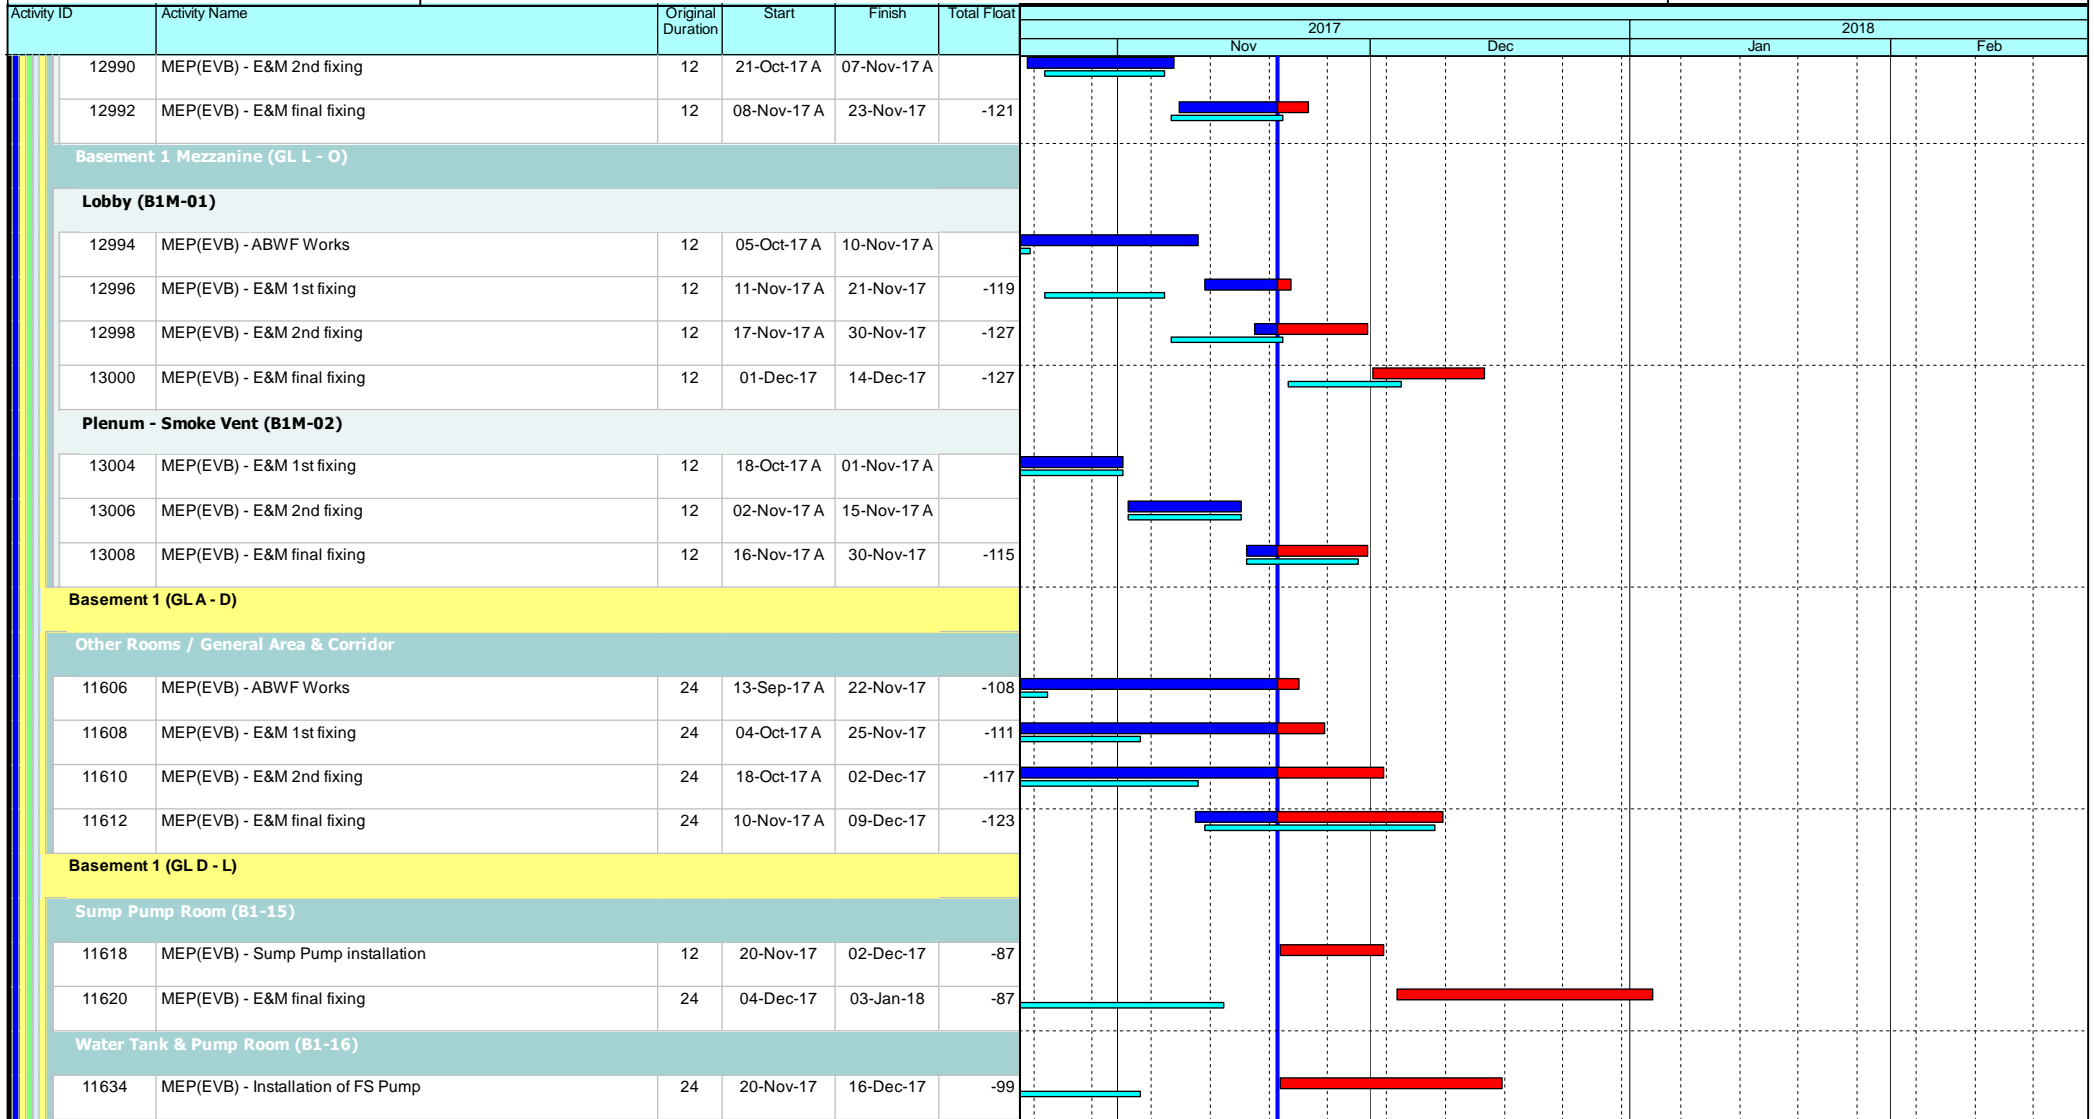 Activity ID Activity Name Original Duration Start Finish Total Float
2017 2018
Nov Dec Jan Feb
12990 MEP(EVB) - E&M 2nd fixing 12 21-Oct-17 A 07-Nov-17 A
12992 MEP(EVB) - E&M final fixing 12 08-Nov-17 A 23-Nov-17 -121
Basement 1 Mezzanine (GL L - O)
Lobby (B1M-01)
12994 MEP(EVB) - ABWF Works 12 05-Oct-17 A 10-Nov-17 A
12996 MEP(EVB) - E&M 1st fixing 12 11-Nov-17 A 21-Nov-17 -119
12998 MEP(EVB) - E&M 2nd fixing 12 17-Nov-17 A 30-Nov-17 -127
13000 MEP(EVB) - E&M final fixing 12 01-Dec-17 14-Dec-17 -127
Plenum - Smoke Vent (B1M-02)
13004 MEP(EVB) - E&M 1st fixing 12 18-Oct-17 A 01-Nov-17 A
13006 MEP(EVB) - E&M 2nd fixing 12 02-Nov-17 A 15-Nov-17 A
13008 MEP(EVB) - E&M final fixing 12 16-Nov-17 A 30-Nov-17 -115
Basement 1 (GL A - D)
Other Rooms / General Area & Corridor
11606 MEP(EVB) - ABWF Works 24 13-Sep-17 A 22-Nov-17 -108
11608 MEP(EVB) - E&M 1st fixing 24 04-Oct-17 A 25-Nov-17 -111
11610 MEP(EVB) - E&M 2nd fixing 24 18-Oct-17 A 02-Dec-17 -117
11612 MEP(EVB) - E&M final fixing 24 10-Nov-17 A 09-Dec-17 -123
Basement 1 (GL D - L)
Sump Pump Room (B1-15)
11618 MEP(EVB) - Sump Pump installation 12 20-Nov-17 02-Dec-17 -87
11620 MEP(EVB) - E&M final fixing 24 04-Dec-17 03-Jan-18 -87
Water Tank & Pump Room (B1-16)
11634 MEP(EVB) - Installation of FS Pump 24 20-Nov-17 16-Dec-17 -99